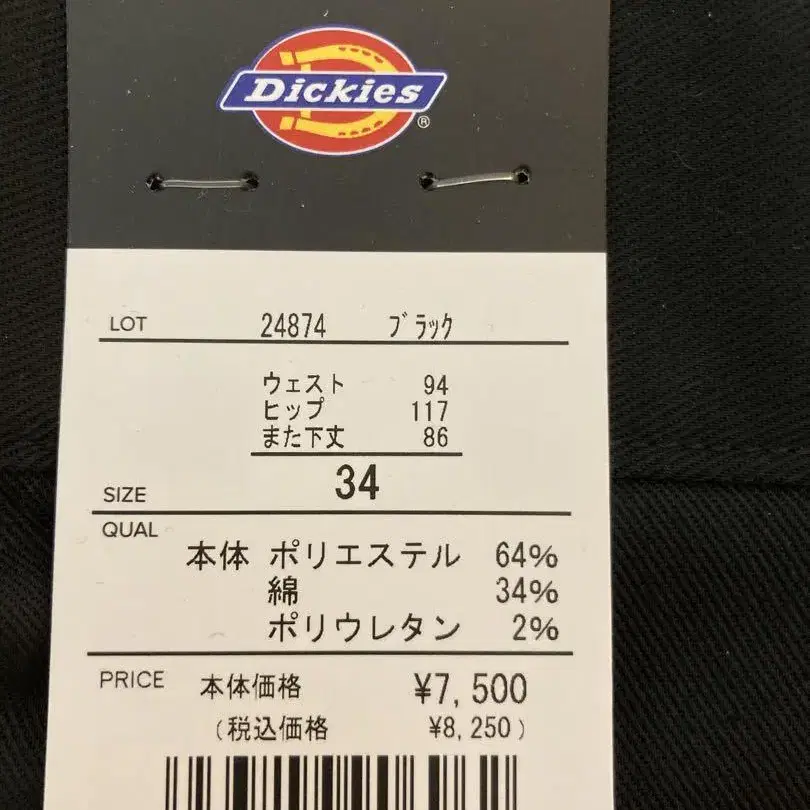 Dickies®
LOT 24874 ブラック
ウェスト 94
ヒップ 117
また下丈 86
SIZE 34
QUAL
本体 ポリエステル 64%
綿 34%
ポリウレタン 2%
PRICE 本体価格 ¥7,500
(税込価格 ¥8,250)